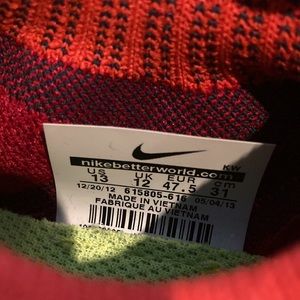 KW
nikebetterworld.com
US UK EUR cm
13 12 47.5 31
12/20/12 615805-616 05/04/13
MADE IN VIETNAM
FABRIQUE AU VIETNAM